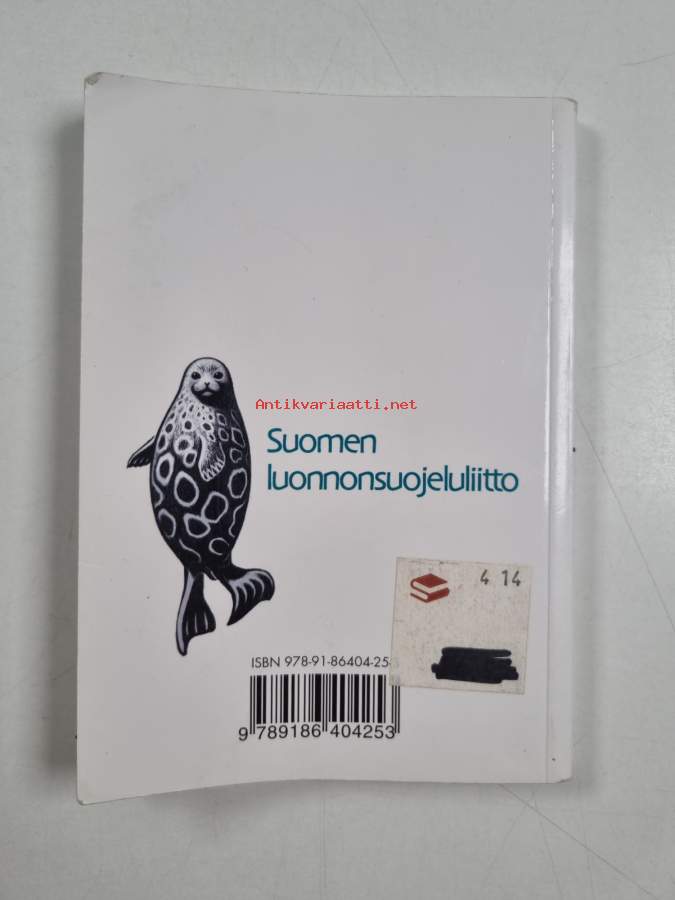 Antikvariaatti.net
Suomen
luonnonsuojeluliitto
4 14
ISBN 978-91-86404-25-
9 789186 404253